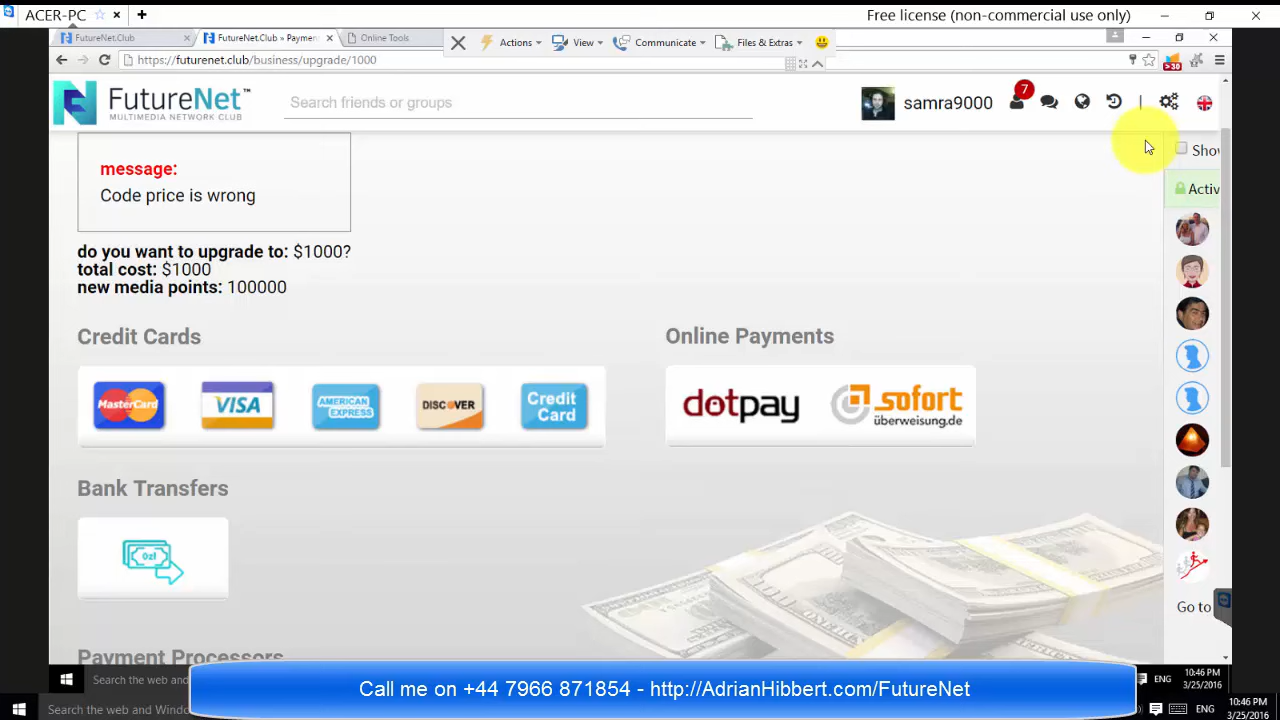 ACER-PC
Free license (non-commercial use only)
FutureNet.Club
FutureNet.Club » Paymen
Online Tools
Actions
View
Communicate
Files & Extras
https://futurenet.club/business/upgrade/1000
>30
FutureNet™
MULTIMEDIA NETWORK CLUB
Search friends or groups
samra9000
7
message:
Code price is wrong
Show
Activ
do you want to upgrade to: $1000?
total cost: $1000
new media points: 100000
Credit Cards
Online Payments
MasterCard
VISA
AMERICAN EXPRESS
DISCOVER
Credit Card
dotpay
sofort
überweisung.de
Bank Transfers
0zł
Go to
Payment Processors
Search the web and
ENG
10:46 PM
3/25/2016
Call me on +44 7966 871854 - http://AdrianHibbert.com/FutureNet
Search the web and Windo
ENG
10:46 PM
3/25/2016